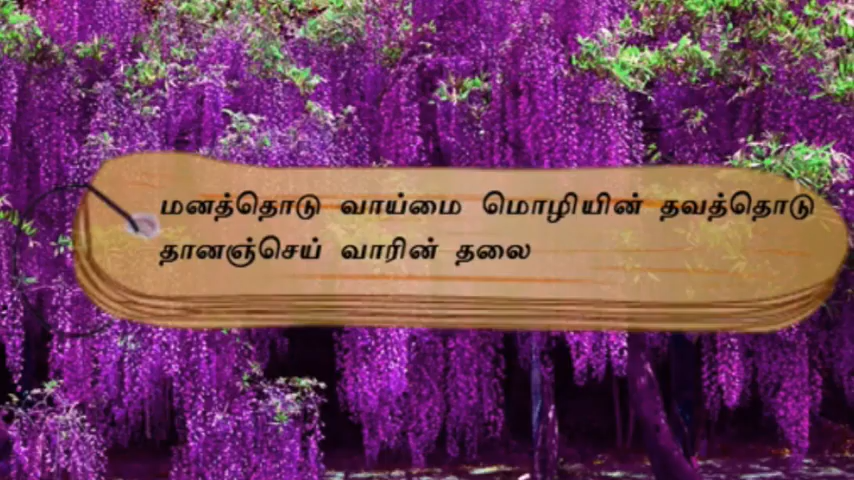 மனத்தொடு வாய்மை மொழியின் தவத்தொடு
தானஞ்செய் வாரின் தலை